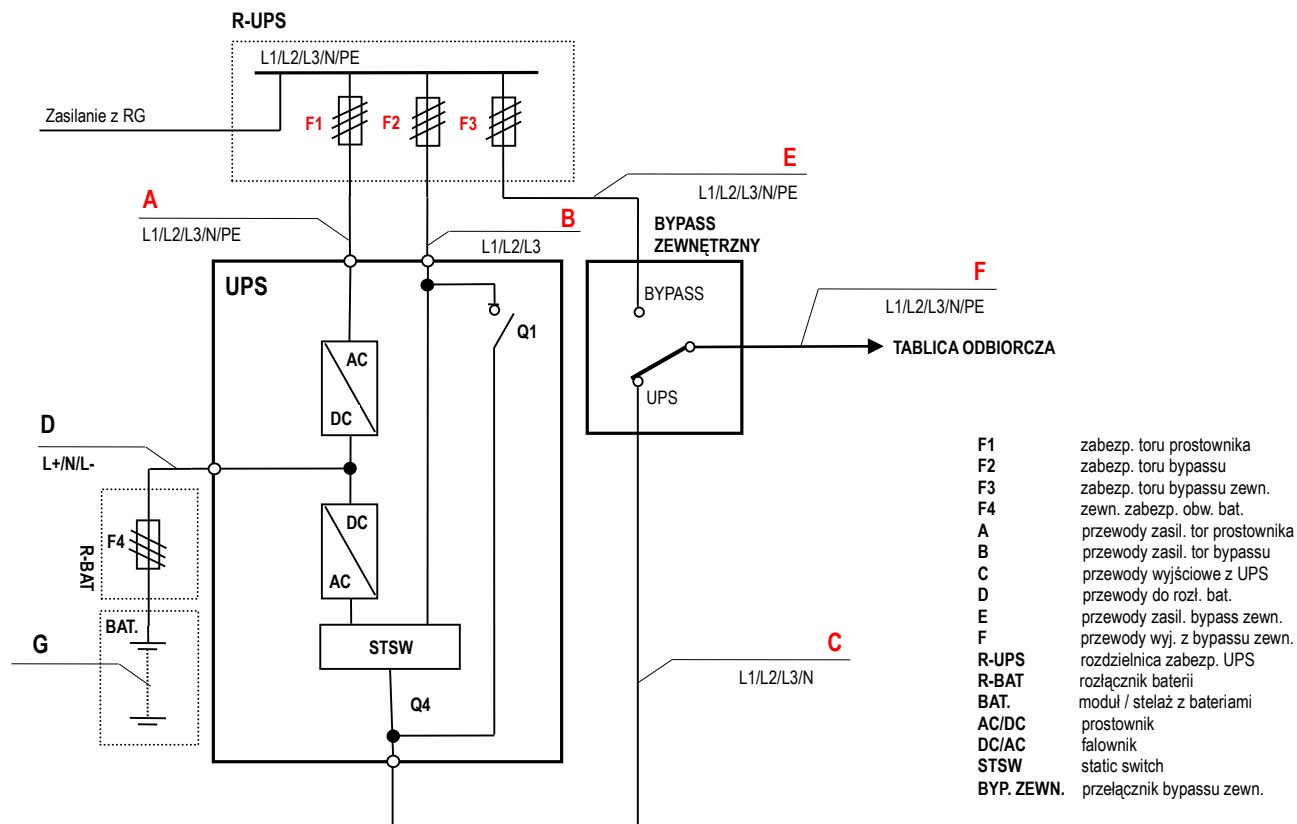 R-UPS
L1/L2/L3/N/PE
Zasilanie z RG
F1
F2
F3
E
L1/L2/L3/N/PE
A
L1/L2/L3/N/PE
B
L1/L2/L3
BYPASS
ZEWNĘTRZNY
UPS
BYPASS
Q1
F
L1/L2/L3/N/PE
TABLICA ODBIORCZA
UPS
AC
DC
D
L+/N/L-
F4
R-BAT
DC
AC
BAT.
G
STSW
Q4
C
L1/L2/L3/N
F1 zabezp. toru prostownika
F2 zabezp. toru bypassu
F3 zabezp. toru bypassu zewn.
F4 zewn. zabezp. obw. bat.
A przewody zasil. tor prostownika
B przewody zasil. tor bypassu
C przewody wyjściowe z UPS
D przewody do rozł. bat.
E przewody zasil. bypass zewn.
F przewody wyj. z bypassu zewn.
R-UPS rozdzielnica zabezp. UPS
R-BAT rozłącznik baterii
BAT. moduł / stelaż z bateriami
AC/DC prostownik
DC/AC falownik
STSW static switch
BYP. ZEWN. przełącznik bypassu zewn.